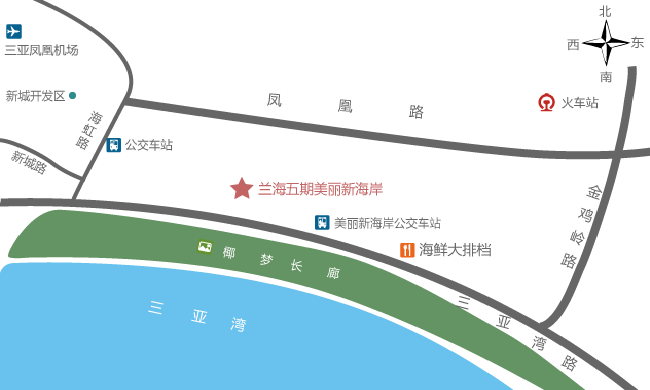 北
西
东
南
三亚凤凰机场
新城开发区
火车站
凤凰路
海虹路
公交车站
新城路
兰海五期美丽新海岸
金鸡岭路
美丽新海岸公交车站
海鲜大排档
椰梦长廊
三亚湾
三亚湾路